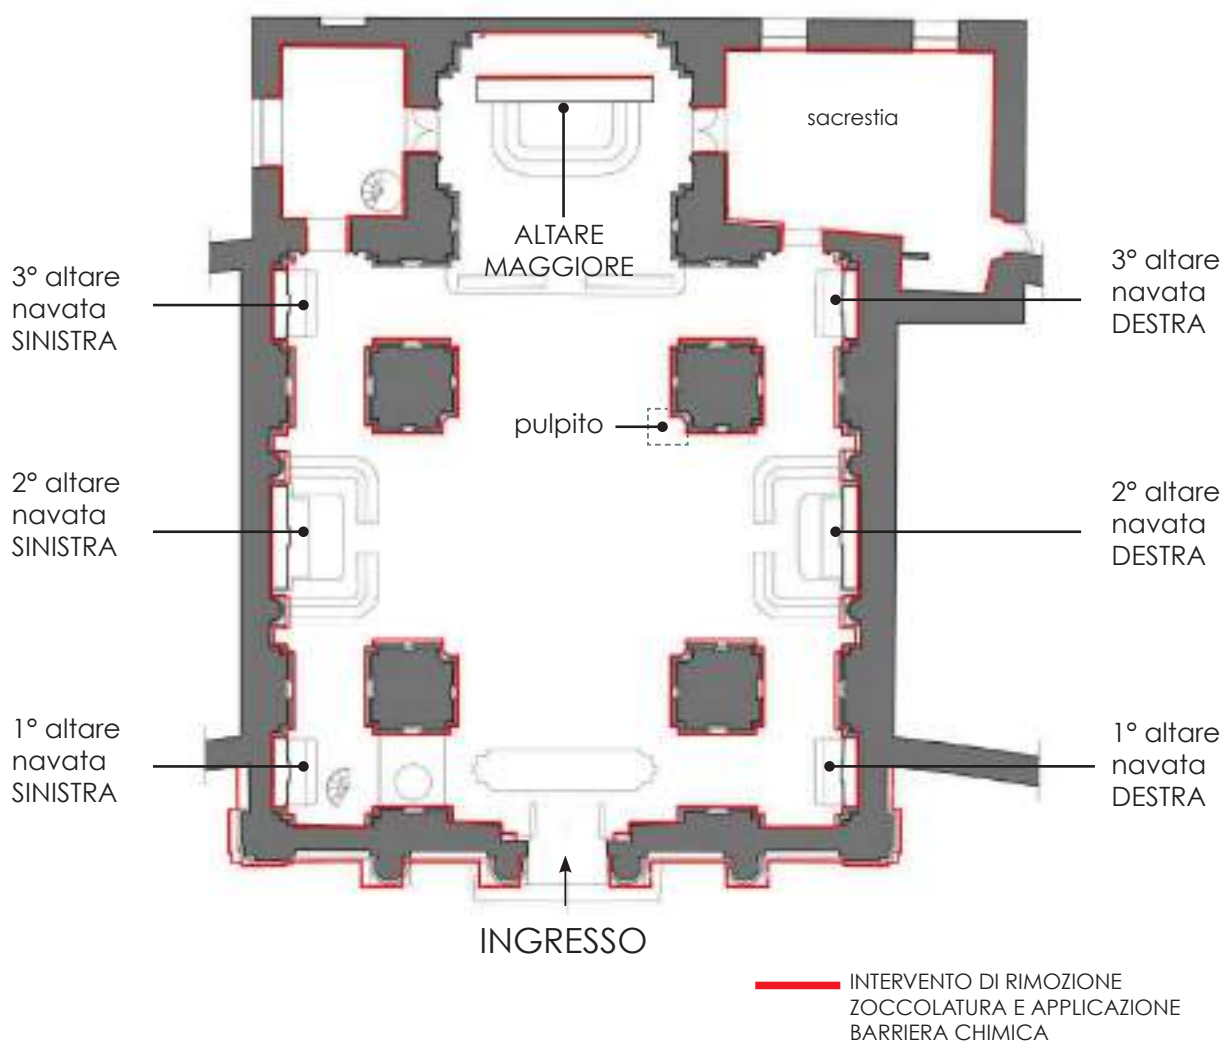 sacrestia
ALTARE
MAGGIORE
3° altare
navata
SINISTRA
3° altare
navata
DESTRA
pulpito
2° altare
navata
SINISTRA
2° altare
navata
DESTRA
1° altare
navata
SINISTRA
1° altare
navata
DESTRA
INGRESSO
INTERVENTO DI RIMOZIONE
ZOCCOLATURA E APPLICAZIONE
BARRIERA CHIMICA